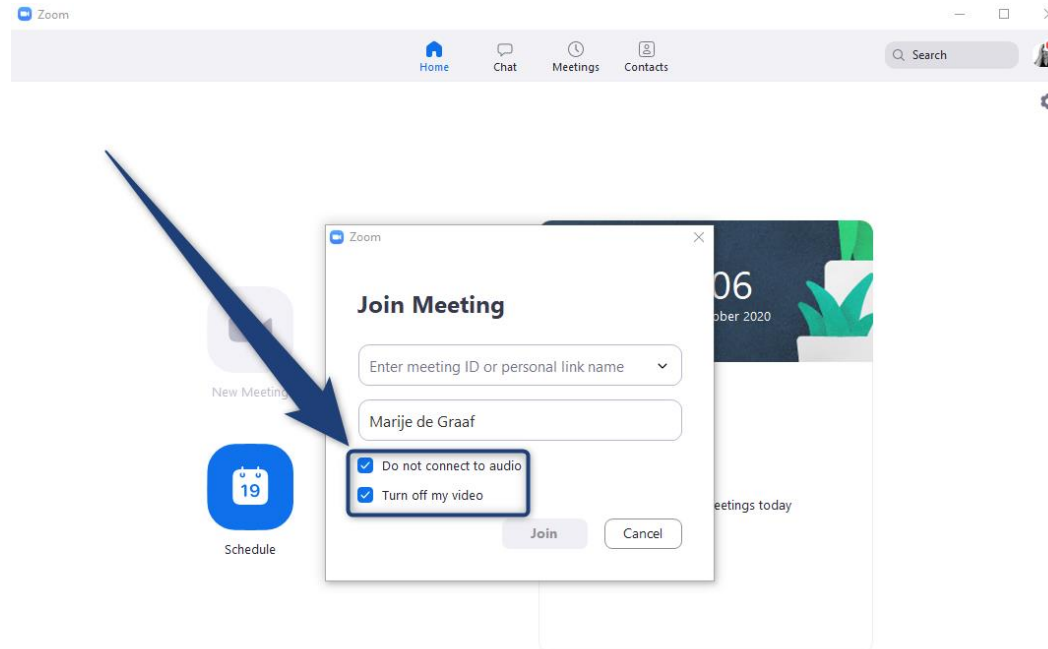 Zoom
Home Chat Meetings Contacts
Search
Zoom
Join Meeting
06
ober 2020
Enter meeting ID or personal link name
New Meeting
Marije de Graaf
Do not connect to audio
Turn off my video
19
eetings today
Join Cancel
Schedule